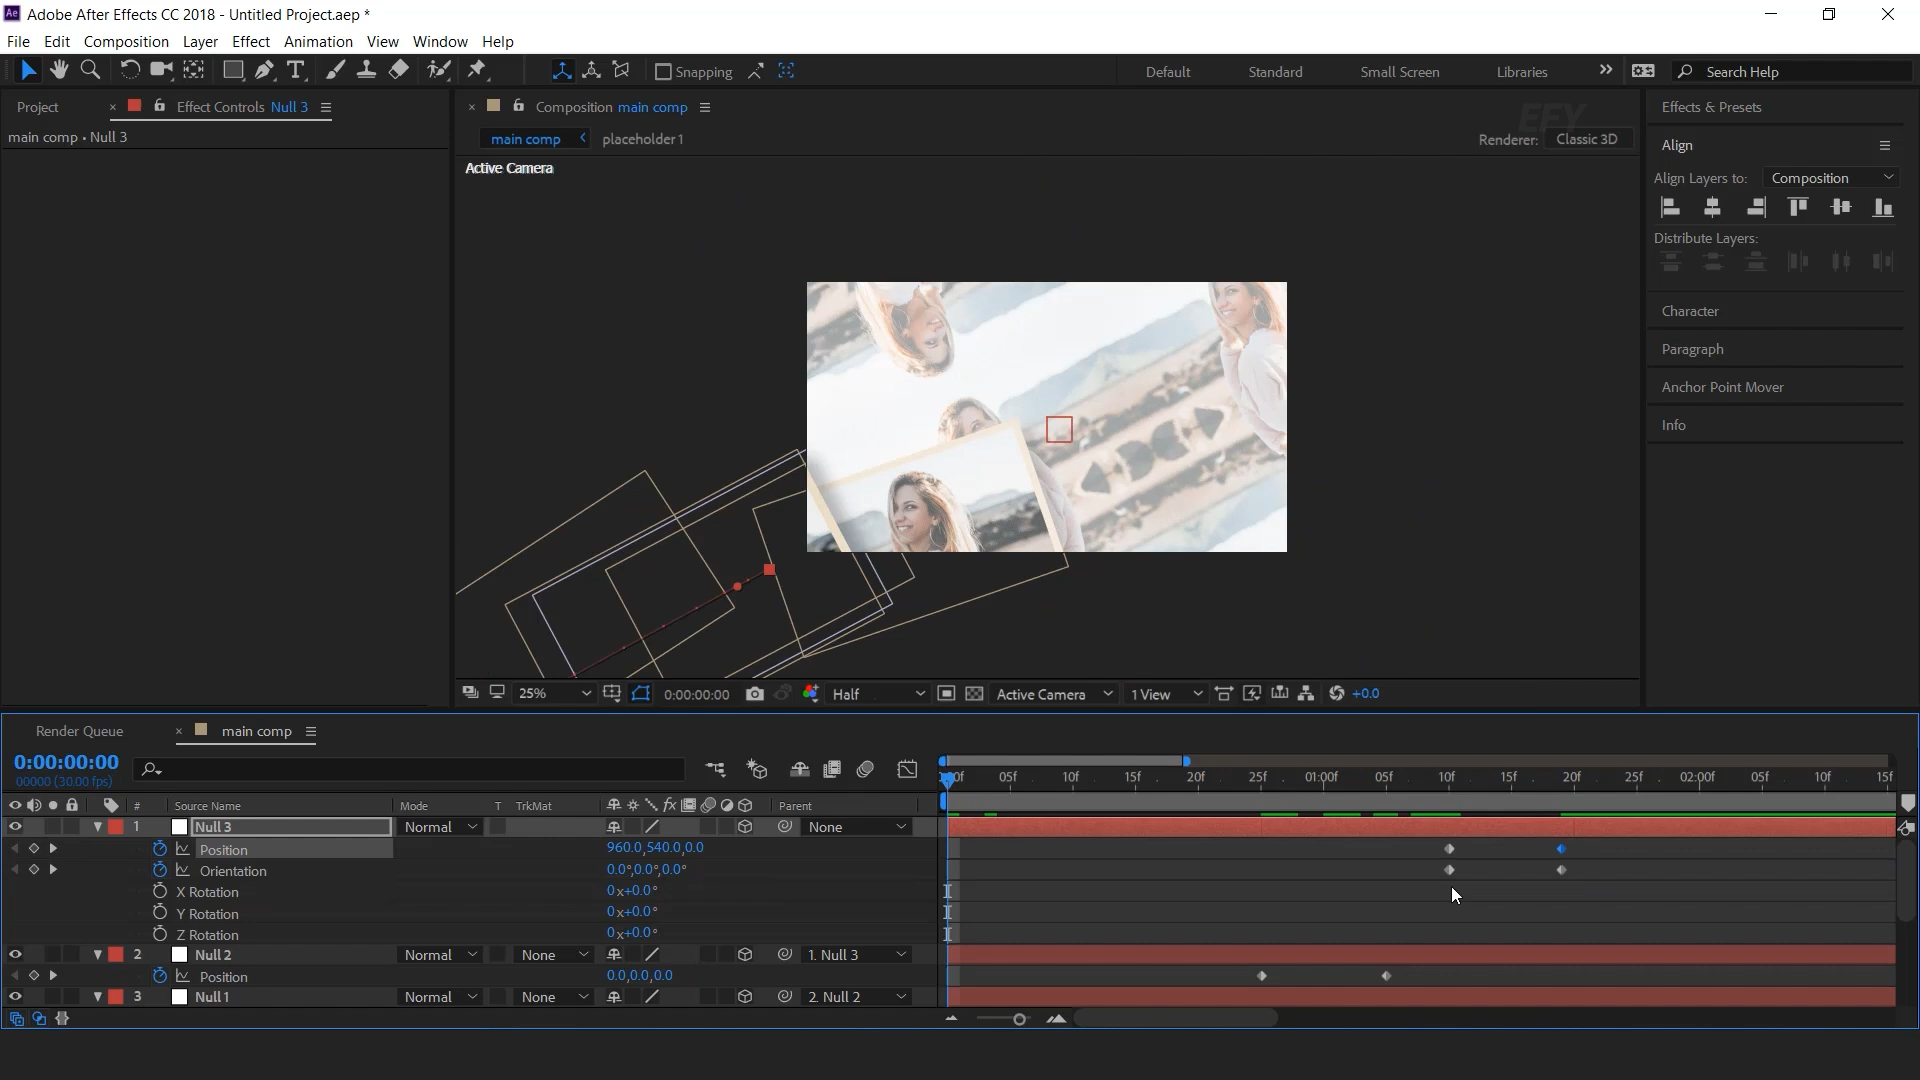 Ae Adobe After Effects CC 2018 - Untitled Project.aep *
File Edit Composition Layer Effect Animation View Window Help
T Snapping Default Standard Small Screen Libraries Search Help
Project Effect Controls Null 3 Composition main comp EFY Effects & Presets
main comp • Null 3 main comp placeholder 1 Renderer: Classic 3D Align
Active Camera Align Layers to: Composition
Distribute Layers:
Character
Paragraph
Anchor Point Mover
Info
25% 0:00:00:00 Half Active Camera 1 View +0.0
Render Queue main comp
0:00:00:00
00000 (30.00 fps)
05f 10f 15f 20f 25f 01:00f 05f 10f 15f 20f 25f 02:00f 05f 10f 15f
# Source Name Mode T TrkMat fx Parent
1 Null 3 Normal None
Position 960.0,540.0,0.0
Orientation 0.0°,0.0°,0.0°
X Rotation 0x+0.0°
Y Rotation 0x+0.0°
Z Rotation 0x+0.0°
2 Null 2 Normal None 1. Null 3
Position 0.0,0.0,0.0
3 Null 1 Normal None 2. Null 2